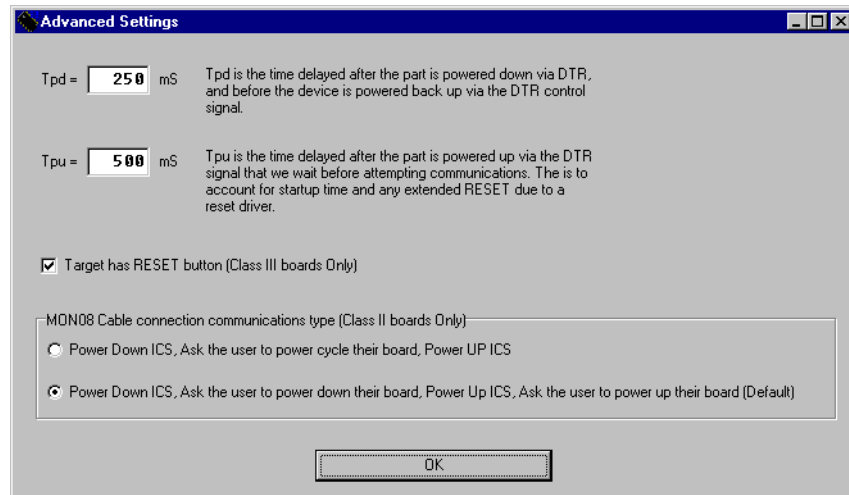 Advanced Settings
Tpd = 250 mS
Tpd is the time delayed after the part is powered down via DTR,
and before the device is powered back up via the DTR control
signal.
Tpu = 500 mS
Tpu is the time delayed after the part is powered up via the DTR
signal that we wait before attempting communications. The is to
account for startup time and any extended RESET due to a
reset driver.
Target has RESET button (Class III boards Only)
MON08 Cable connection communications type (Class II boards Only)
Power Down ICS, Ask the user to power cycle their board, Power UP ICS
Power Down ICS, Ask the user to power down their board, Power Up ICS, Ask the user to power up their board (Default)
OK